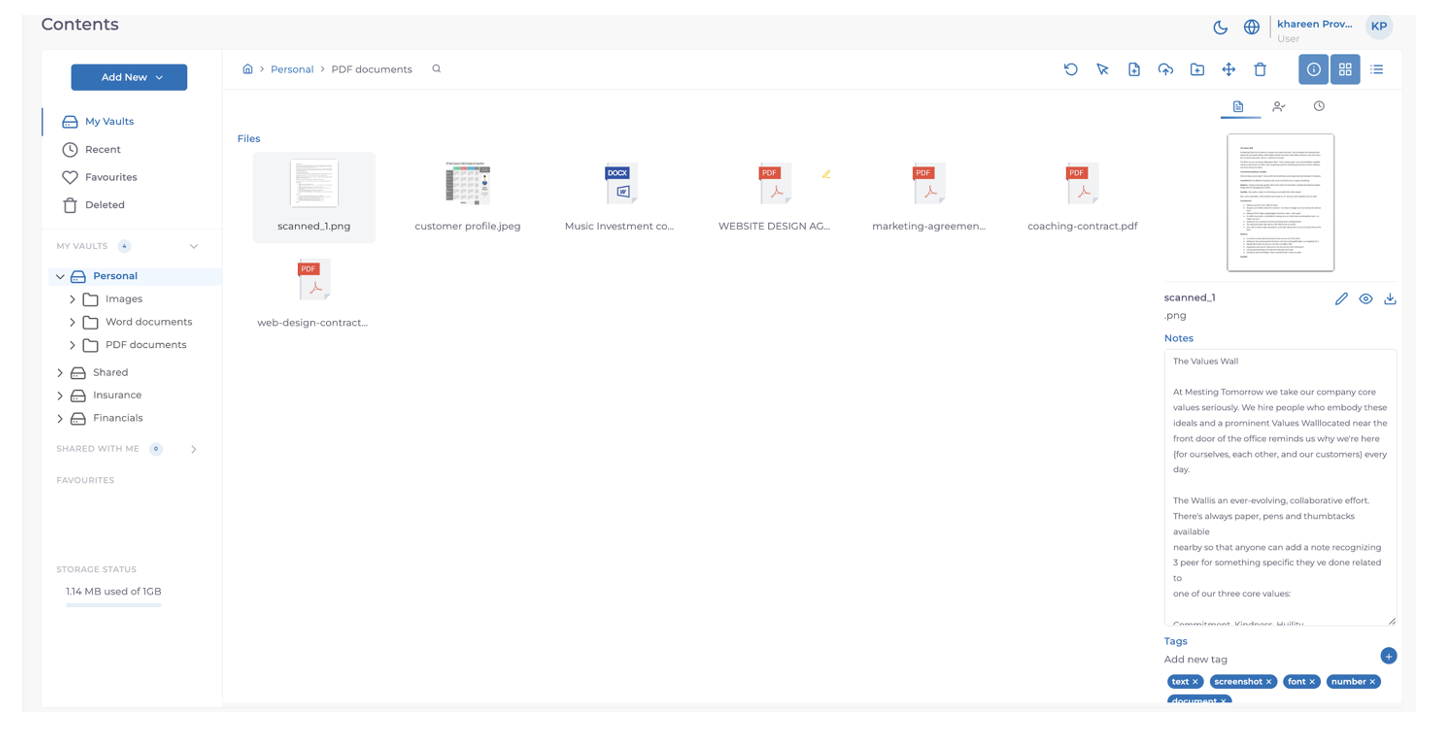 Contents
khareen Prov...
KP
User
Add New
Personal > PDF documents
My Vaults
Recent
Favourites
Deleted
MY VAULTS 4
Personal
Images
Word documents
PDF documents
Shared
Insurance
Financials
SHARED WITH ME 0
FAVOURITES
STORAGE STATUS
1.14 MB used of 1GB
Files
scanned_1.png
customer profile.jpeg
DOCX
Music Investment co...
PDF
WEBSITE DESIGN AG...
PDF
marketing-agreemen...
PDF
coaching-contract.pdf
PDF
web-design-contract...
scanned_1
.png
Notes
The Values Wall
At Mesting Tomorrow we take our company core
values seriously. We hire people who embody these
ideals and a prominent Values Walllocated near the
front door of the office reminds us why we're here
(for ourselves, each other, and our customers) every
day.
The Wallis an ever-evolving, collaborative effort.
There's always paper, pens and thumbtacks
available
nearby so that anyone can add a note recognizing
3 peer for something specific they ve done related
to
one of our three core values:
Commitment, Kindness, Huility
Tags
Add new tag
text ×
screenshot ×
font ×
number ×
document ×